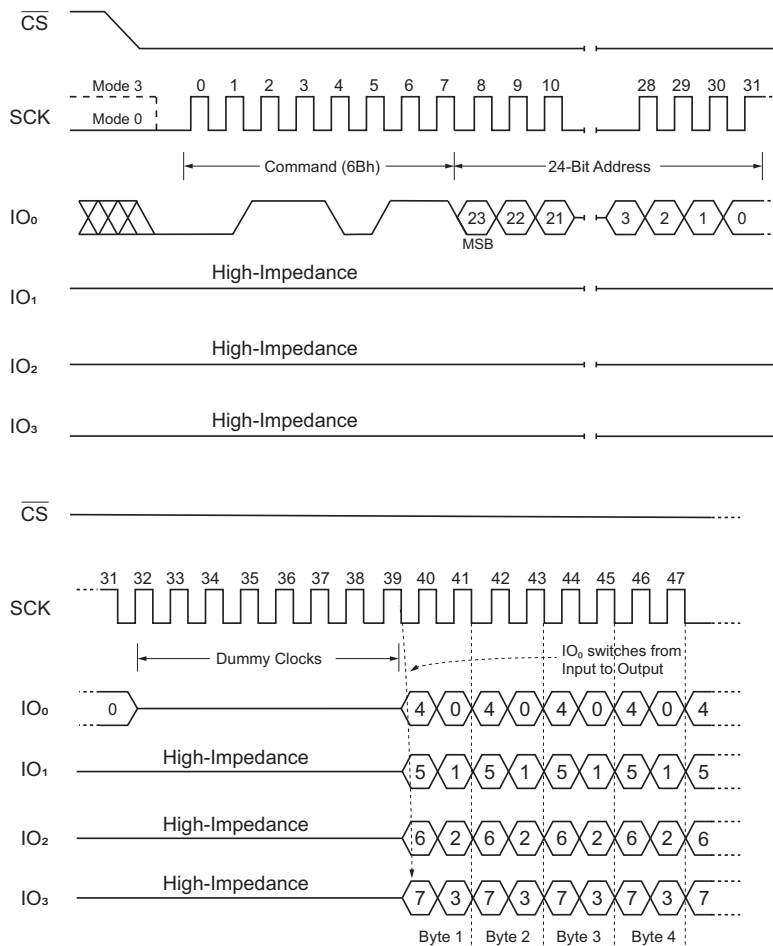 CS
Mode 3
0 1 2 3 4 5 6 7 8 9 10 28 29 30 31
SCK
Mode 0
Command (6Bh) 24-Bit Address
IO₀ 23 22 21 3 2 1 0
MSB
High-Impedance
IO₁
High-Impedance
IO₂
High-Impedance
IO₃
CS
31 32 33 34 35 36 37 38 39 40 41 42 43 44 45 46 47
SCK
Dummy Clocks
IO₀ switches from
Input to Output
IO₀ 0 4 0 4 0 4 0 4 0 4
High-Impedance
IO₁ 5 1 5 1 5 1 5 1 5
High-Impedance
IO₂ 6 2 6 2 6 2 6 2 6
High-Impedance
IO₃ 7 3 7 3 7 3 7 3 7
Byte 1 Byte 2 Byte 3 Byte 4